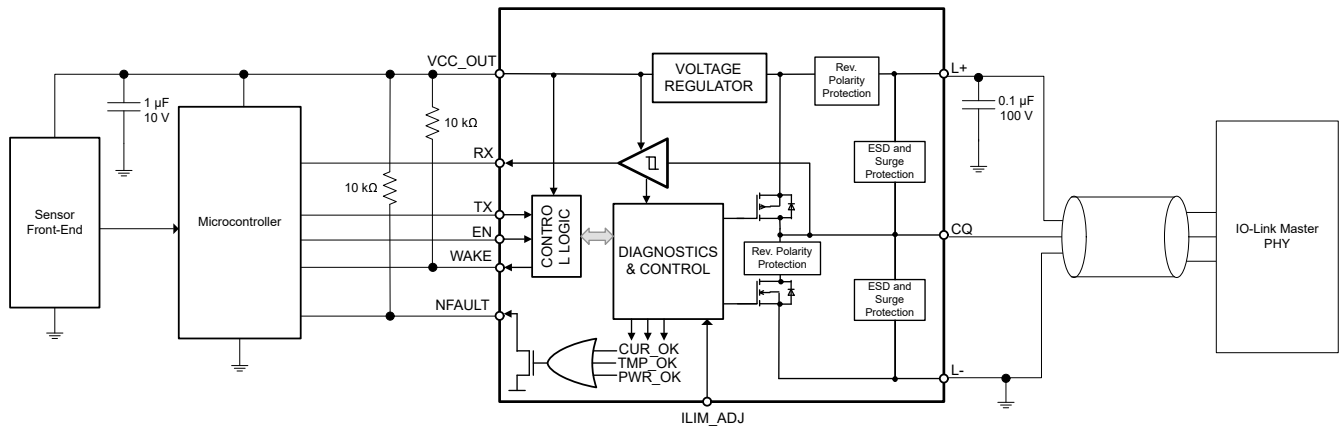 VCC_OUT
VOLTAGE
REGULATOR
Rev.
Polarity
Protection
L+
1 µF
10 V
10 kΩ
0.1 µF
100 V
RX
ESD and
Surge
Protection
10 kΩ
Sensor
Front-End
Microcontroller
TX
EN
WAKE
NFAULT
CONTRO
L LOGIC
DIAGNOSTICS
& CONTROL
Rev. Polarity
Protection
CQ
ESD and
Surge
Protection
IO-Link Master
PHY
CUR_OK
TMP_OK
PWR_OK
L-
ILIM_ADJ